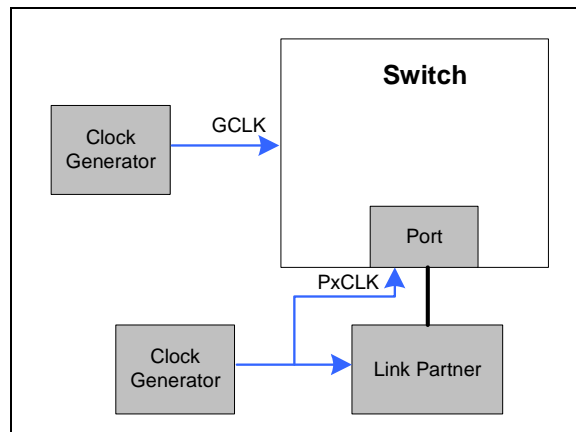 Switch
Clock
Generator
GCLK
Port
PxCLK
Clock
Generator
Link Partner